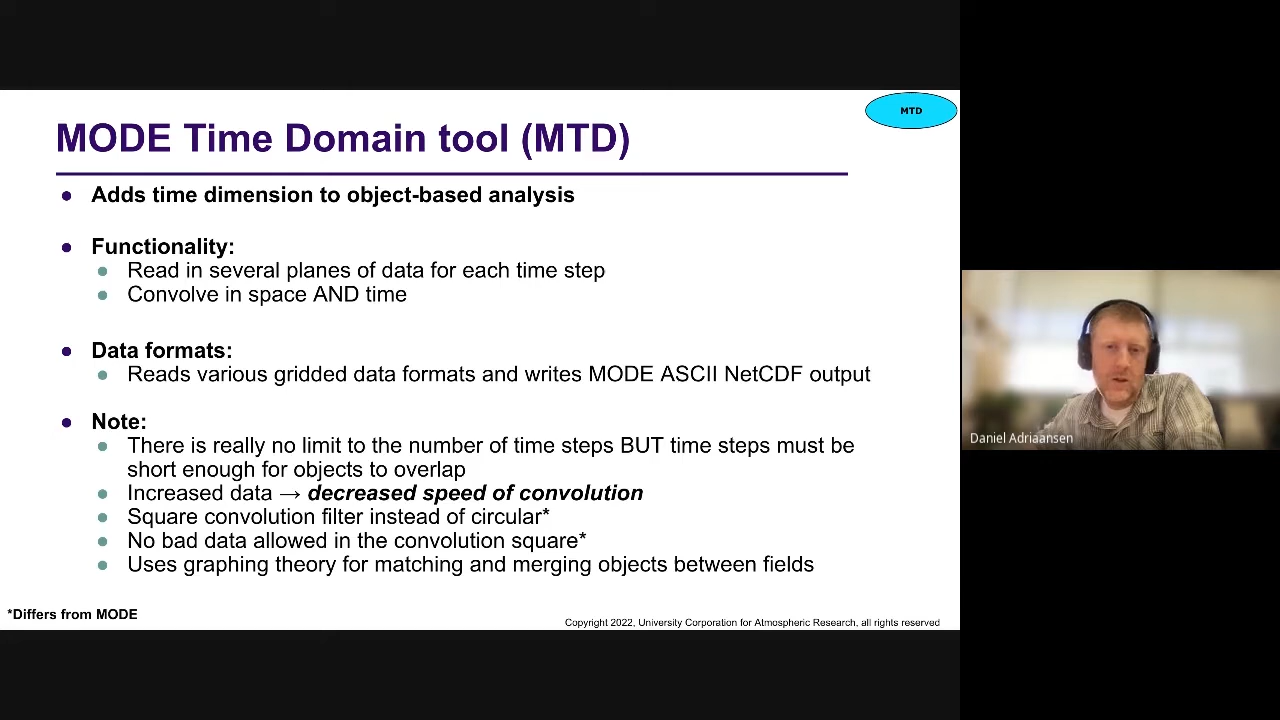 MTD
MODE Time Domain tool (MTD)
● Adds time dimension to object-based analysis
● Functionality:
● Read in several planes of data for each time step
● Convolve in space AND time
● Data formats:
● Reads various gridded data formats and writes MODE ASCII NetCDF output
● Note:
● There is really no limit to the number of time steps BUT time steps must be
short enough for objects to overlap
● Increased data → decreased speed of convolution
● Square convolution filter instead of circular*
● No bad data allowed in the convolution square*
● Uses graphing theory for matching and merging objects between fields
*Differs from MODE
Copyright 2022, University Corporation for Atmospheric Research, all rights reserved
Daniel Adriaansen